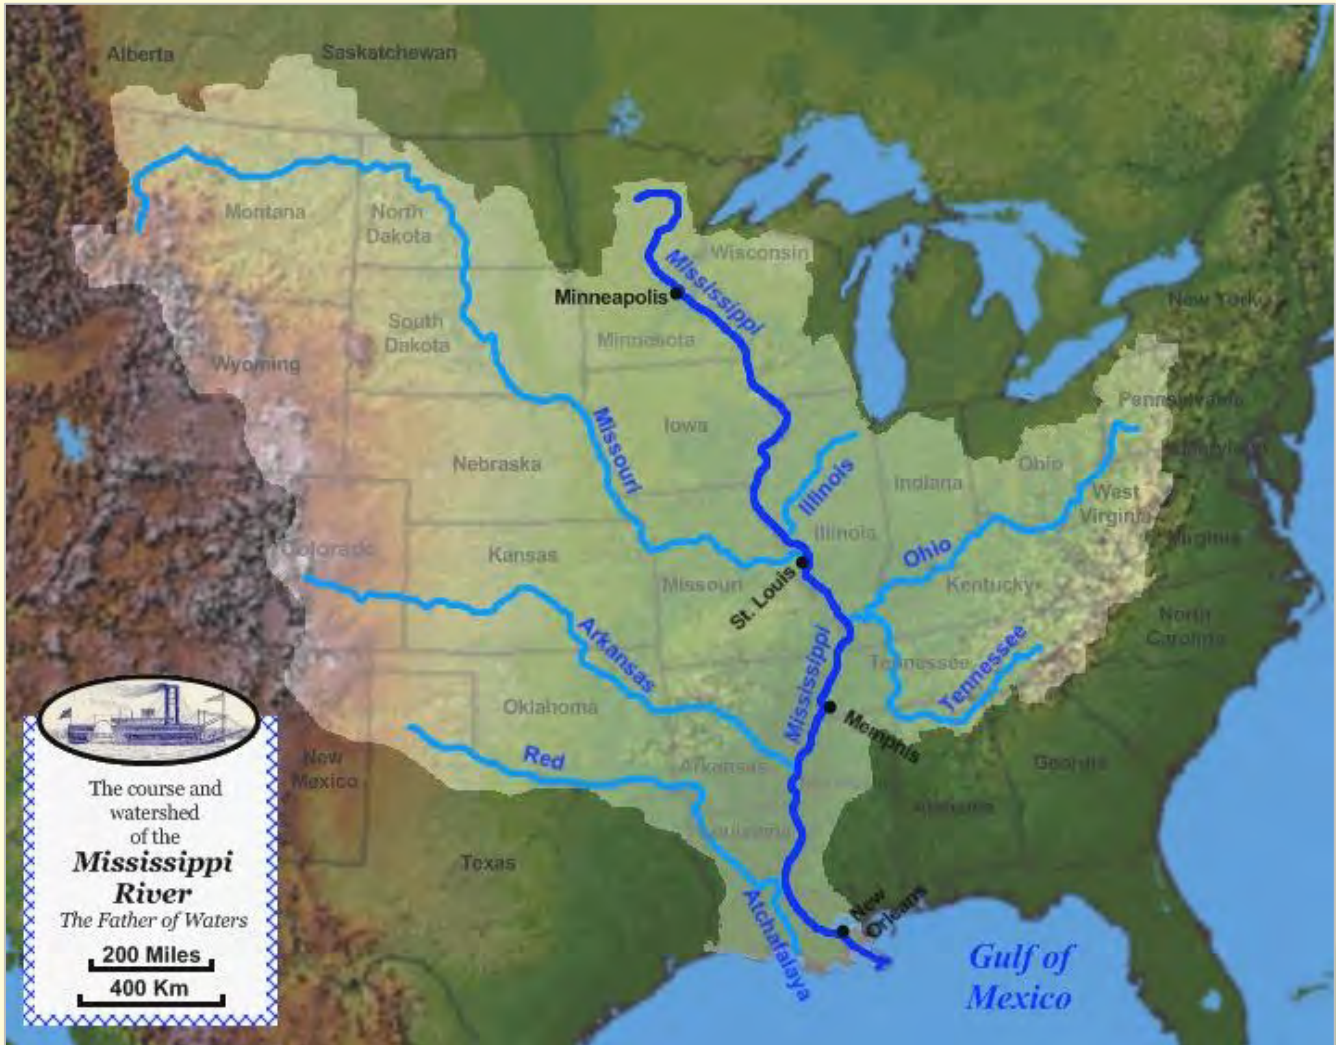 Alberta
Saskatchewan
Montana
North
Dakota
Wisconsin
Mississippi
Minneapolis
New York
South
Dakota
Minnesota
Wyoming
Pennsylvania
Missouri
Iowa
Nebraska
Illinois
Indiana
Ohio
West
Virginia
Maryland
Colorado
Kansas
Illinois
Ohio
Virginia
Missouri
St. Louis
Kentucky
North
Carolina
Arkansas
Mississippi
Tennessee
Tennessee
Oklahoma
Memphis
Red
Arkansas
New
Mexico
Georgia
Alabama
Louisiana
Texas
Atchafalaya
New
Orleans
Gulf of
Mexico
The course and
watershed
of the
Mississippi
River
The Father of Waters
200 Miles
400 Km